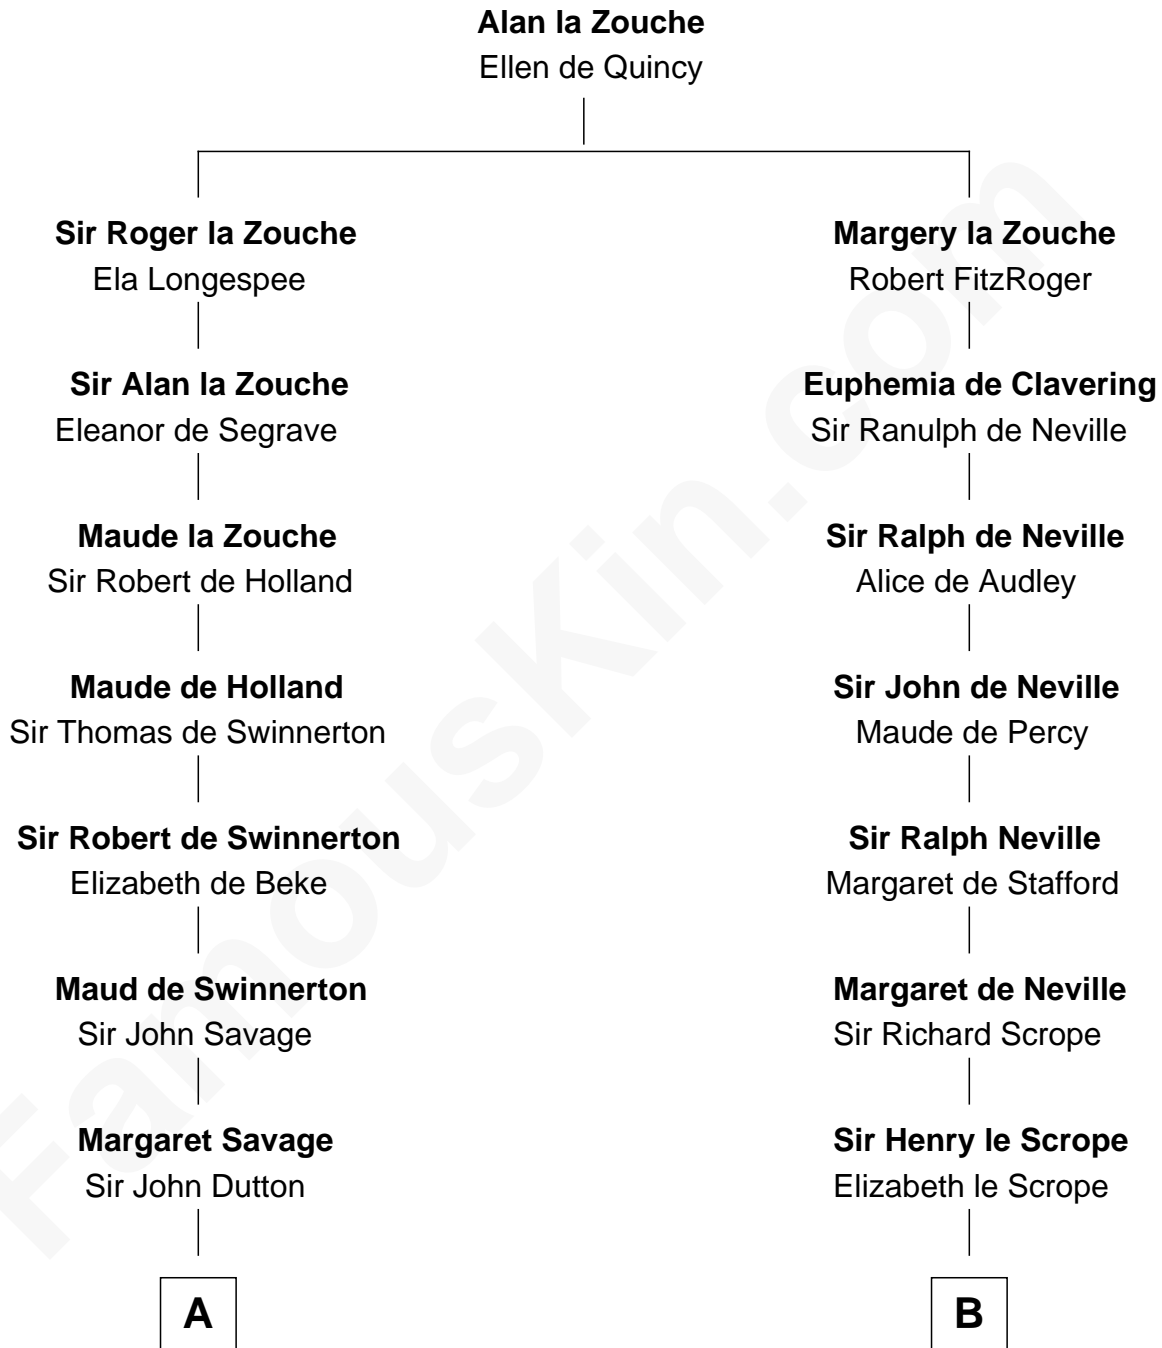 Alan la Zouche
Ellen de Quincy
Sir Roger la Zouche
Ela Longespee
Sir Alan la Zouche
Eleanor de Segrave
Maude la Zouche
Sir Robert de Holland
Maude de Holland
Sir Thomas de Swinnerton
Sir Robert de Swinnerton
Elizabeth de Beke
Maud de Swinnerton
Sir John Savage
Margaret Savage
Sir John Dutton
A
Margery la Zouche
Robert FitzRoger
Euphemia de Clavering
Sir Ranulph de Neville
Sir Ralph de Neville
Alice de Audley
Sir John de Neville
Maude de Percy
Sir Ralph Neville
Margaret de Stafford
Margaret de Neville
Sir Richard Scrope
Sir Henry le Scrope
Elizabeth le Scrope
B
FamousKin.com